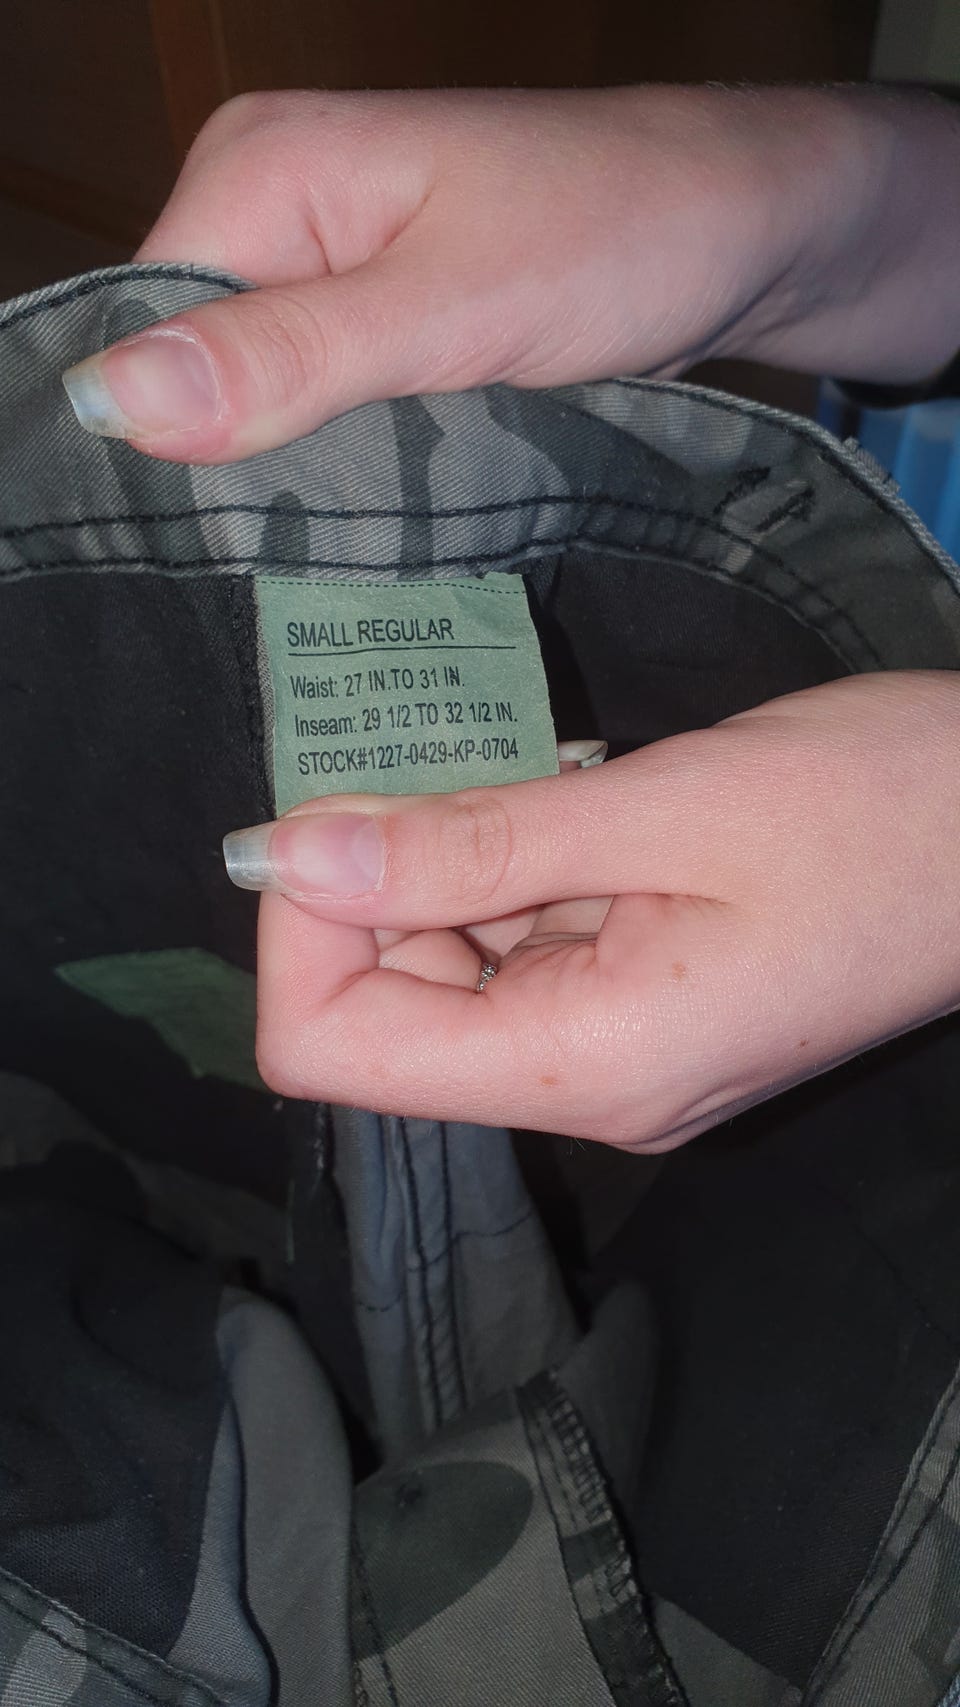 SMALL REGULAR
Waist: 27 IN.TO 31 IN.
Inseam: 29 1/2 TO 32 1/2 IN.
STOCK#1227-0429-KP-0704